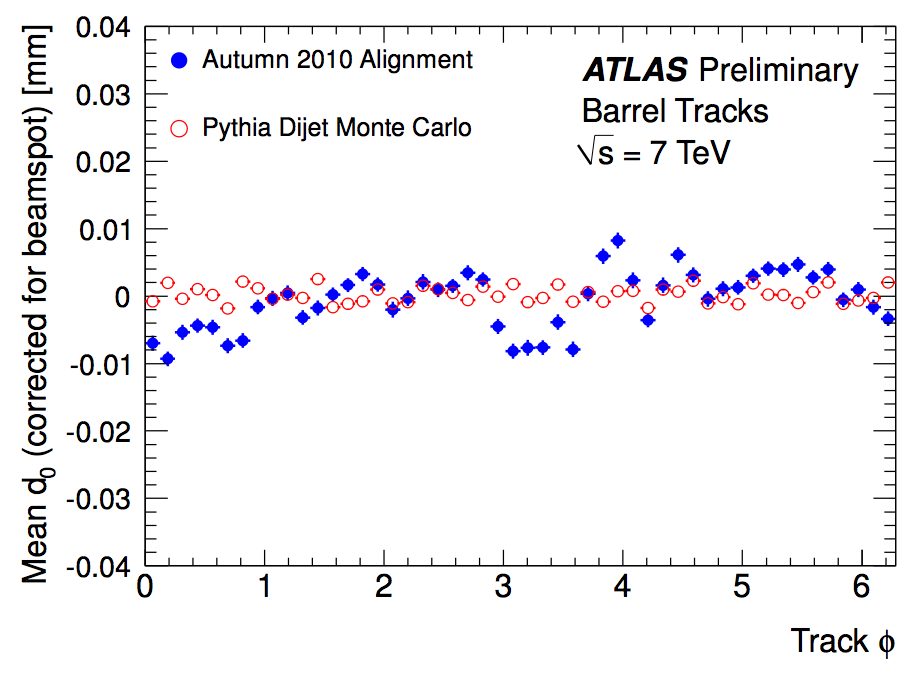 0.04
0.03
0.02
0.01
0
-0.01
-0.02
-0.03
-0.04
Mean d0 (corrected for beamspot) [mm]
Autumn 2010 Alignment
Pythia Dijet Monte Carlo
ATLAS Preliminary
Barrel Tracks
√s = 7 TeV
0 1 2 3 4 5 6
Track ϕ